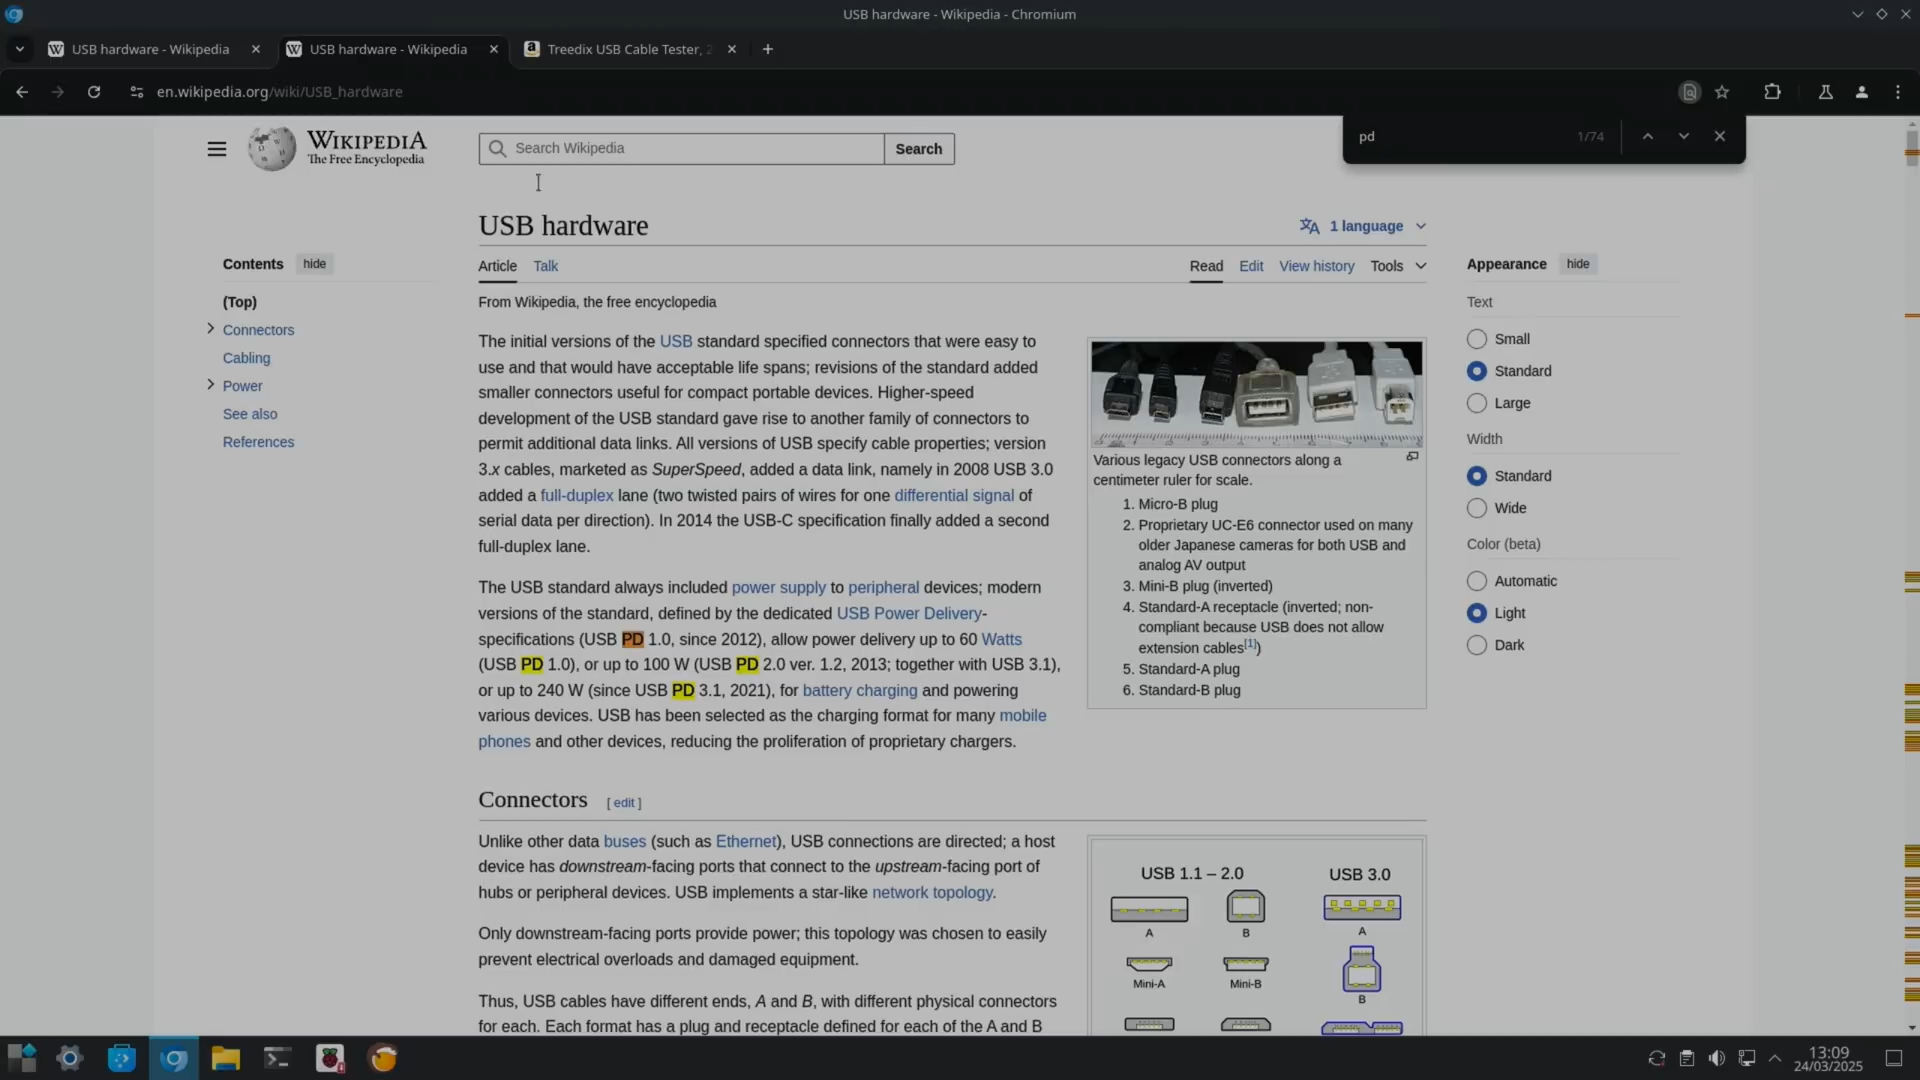 USB hardware - Wikipedia - Chromium
USB hardware - Wikipedia
USB hardware - Wikipedia
Treedix USB Cable Tester, 2
en.wikipedia.org/wiki/USB_hardware
pd
1/74
WIKIPEDIA
The Free Encyclopedia
Search Wikipedia
Search
USB hardware
1 language
Contents
hide
Article
Talk
Read
Edit
View history
Tools
Appearance
hide
(Top)
Connectors
Cabling
Power
See also
References
From Wikipedia, the free encyclopedia
The initial versions of the USB standard specified connectors that were easy to
use and that would have acceptable life spans; revisions of the standard added
smaller connectors useful for compact portable devices. Higher-speed
development of the USB standard gave rise to another family of connectors to
permit additional data links. All versions of USB specify cable properties; version
3.x cables, marketed as SuperSpeed, added a data link, namely in 2008 USB 3.0
added a full-duplex lane (two twisted pairs of wires for one differential signal of
serial data per direction). In 2014 the USB-C specification finally added a second
full-duplex lane.
The USB standard always included power supply to peripheral devices; modern
versions of the standard, defined by the dedicated USB Power Delivery-
specifications (USB PD 1.0, since 2012), allow power delivery up to 60 Watts
(USB PD 1.0), or up to 100 W (USB PD 2.0 ver. 1.2, 2013; together with USB 3.1),
or up to 240 W (since USB PD 3.1, 2021), for battery charging and powering
various devices. USB has been selected as the charging format for many mobile
phones and other devices, reducing the proliferation of proprietary chargers.
Various legacy USB connectors along a
centimeter ruler for scale.
1. Micro-B plug
2. Proprietary UC-E6 connector used on many
older Japanese cameras for both USB and
analog AV output
3. Mini-B plug (inverted)
4. Standard-A receptacle (inverted; non-
compliant because USB does not allow
extension cables[1])
5. Standard-A plug
6. Standard-B plug
Text
Small
Standard
Large
Width
Standard
Wide
Color (beta)
Automatic
Light
Dark
Connectors [ edit ]
Unlike other data buses (such as Ethernet), USB connections are directed; a host
device has downstream-facing ports that connect to the upstream-facing port of
hubs or peripheral devices. USB implements a star-like network topology.
Only downstream-facing ports provide power; this topology was chosen to easily
prevent electrical overloads and damaged equipment.
Thus, USB cables have different ends, A and B, with different physical connectors
for each. Each format has a plug and receptacle defined for each of the A and B
USB 1.1 – 2.0
USB 3.0
A
B
A
Mini-A
Mini-B
B
13:09
24/03/2025